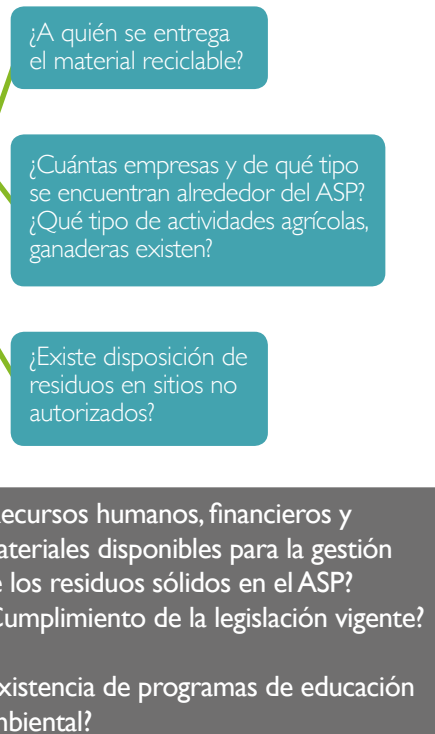 ¿A quién se entrega
el material reciclable?
¿Cuántas empresas y de qué tipo
se encuentran alrededor del ASP?
¿Qué tipo de actividades agrícolas,
ganaderas existen?
¿Existe disposición de
residuos en sitios no
autorizados?
ecursos humanos, financieros y
ateriales disponibles para la gestión
e los residuos sólidos en el ASP?
Cumplimiento de la legislación vigente?
xistencia de programas de educación
mbiental?